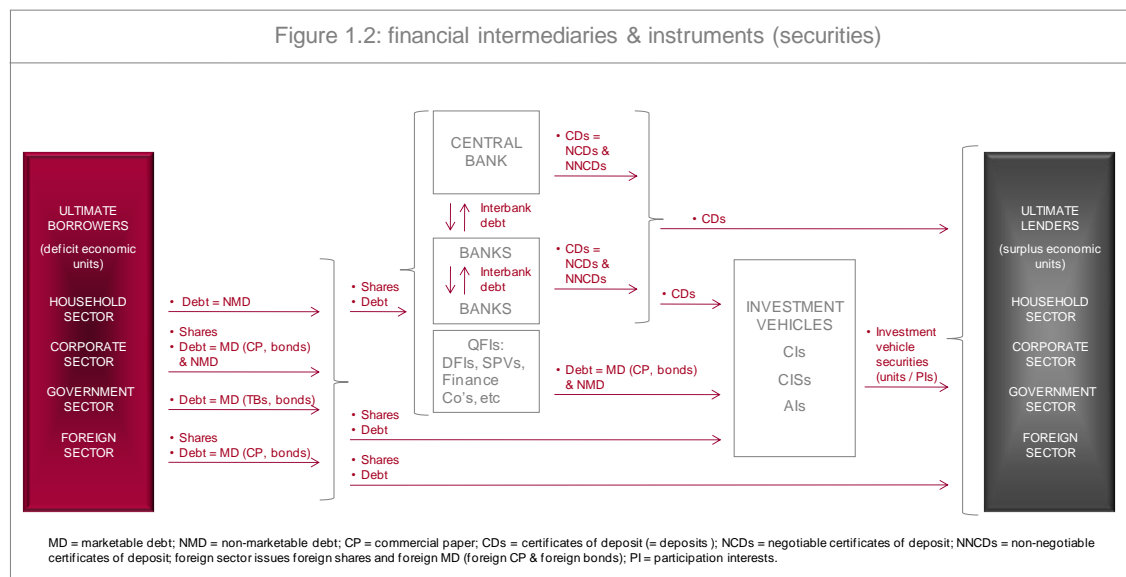 Figure 1.2: financial intermediaries & instruments (securities)
ULTIMATE
BORROWERS
(deficit economic
units)
HOUSEHOLD
SECTOR
CORPORATE
SECTOR
GOVERNMENT
SECTOR
FOREIGN
SECTOR
• Debt = NMD
• Shares
• Debt = MD (CP, bonds)
& NMD
• Debt = MD (TBs, bonds)
• Shares
• Debt = MD (CP, bonds)
• Shares
• Debt
CENTRAL
BANK
• CDs =
NCDs &
NNCDs
Interbank
debt
BANKS
Interbank
debt
BANKS
• CDs =
NCDs &
NNCDs
QFIs:
DFIs, SPVs,
Finance
Co's, etc
• Debt = MD (CP, bonds)
& NMD
• Shares
• Debt
• Shares
• Debt
• CDs
• CDs
INVESTMENT
VEHICLES
CIs
CISs
AIs
• Investment
vehicle
securities
(units / PIs)
ULTIMATE
LENDERS
(surplus economic
units)
HOUSEHOLD
SECTOR
CORPORATE
SECTOR
GOVERNMENT
SECTOR
FOREIGN
SECTOR
MD = marketable debt; NMD = non-marketable debt; CP = commercial paper; CDs = certificates of deposit (= deposits ); NCDs = negotiable certificates of deposit; NNCDs = non-negotiable
certificates of deposit; foreign sector issues foreign shares and foreign MD (foreign CP & foreign bonds); PI = participation interests.